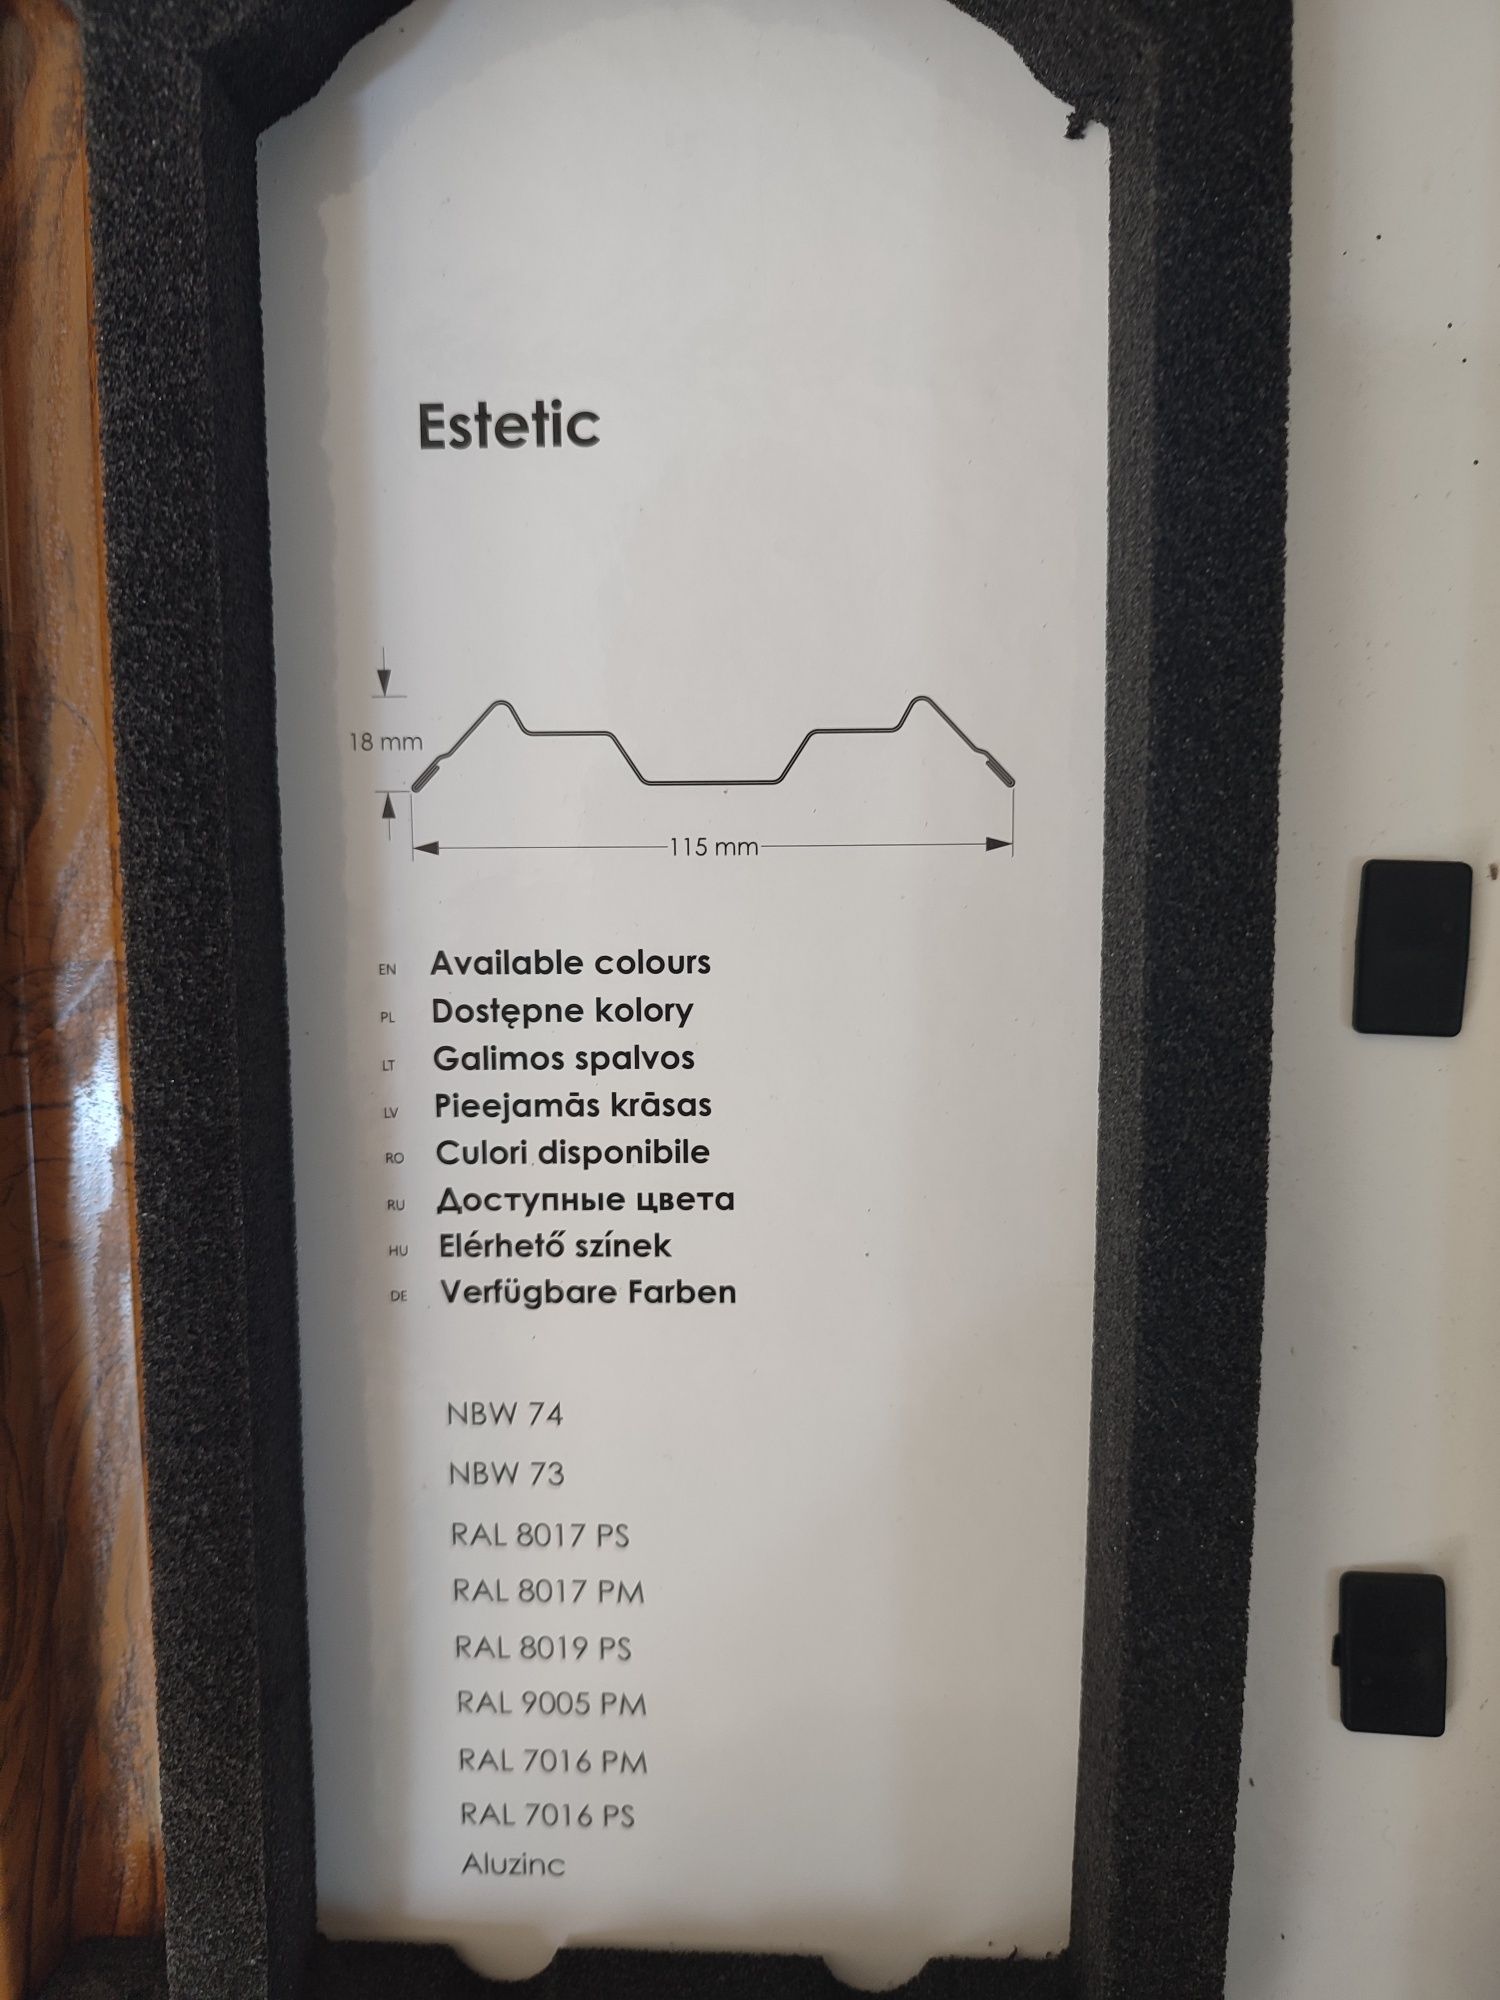 Estetic
18 mm
115 mm
EN Available colours
PL Dostępne kolory
LT Galimos spalvos
LV Pieejamās krāsas
RO Culori disponibile
RU Доступные цвета
HU Elérhető színek
DE Verfügbare Farben
NBW 74
NBW 73
RAL 8017 PS
RAL 8017 PM
RAL 8019 PS
RAL 9005 PM
RAL 7016 PM
RAL 7016 PS
Aluzinc